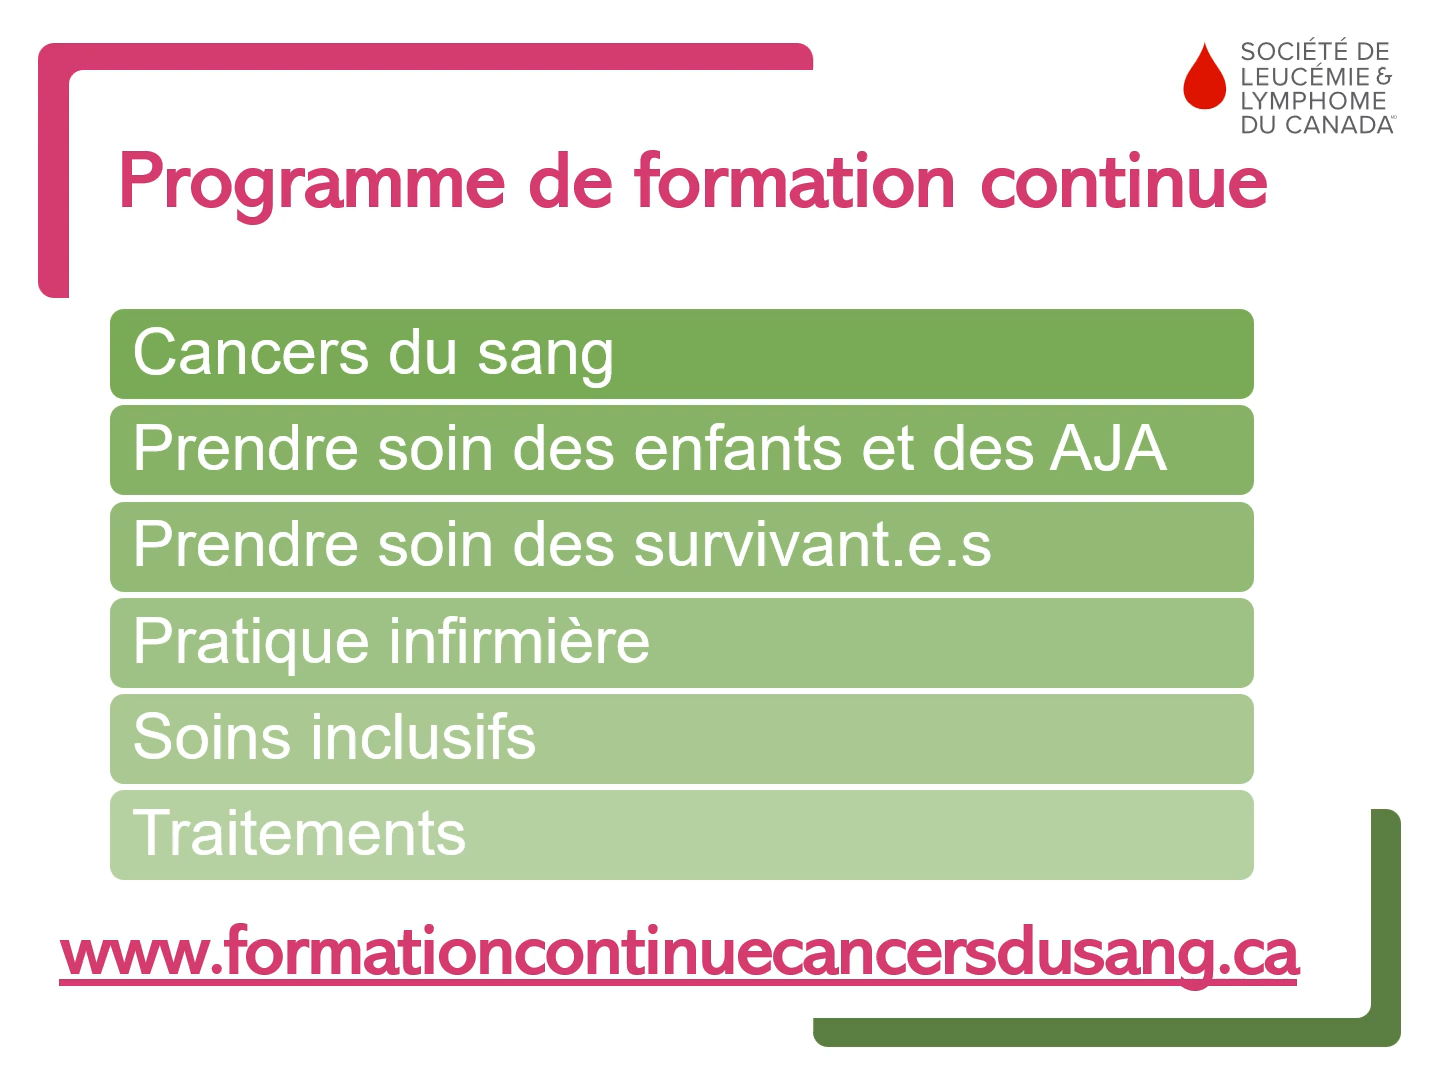 SOCIÉTÉ DE
LEUCÉMIE &
LYMPHOME
DU CANADA
Programme de formation continue
Cancers du sang
Prendre soin des enfants et des AJA
Prendre soin des survivant.e.s
Pratique infirmière
Soins inclusifs
Traitements
www.formationcontinuecancersdusang.ca